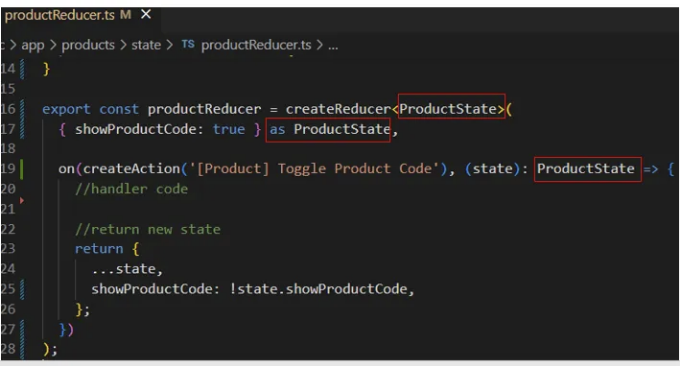 productReducer.ts M ✕
c > app > products > state > TS productReducer.ts > ...
14 }
15
16 export const productReducer = createReducer<ProductState>(
17 { showProductCode: true } as ProductState,
18
19 on(createAction('[Product] Toggle Product Code'), (state): ProductState => {
20 //handler code
21
22 //return new state
23 return {
24 ...state,
25 showProductCode: !state.showProductCode,
26 };
27 })
28 );